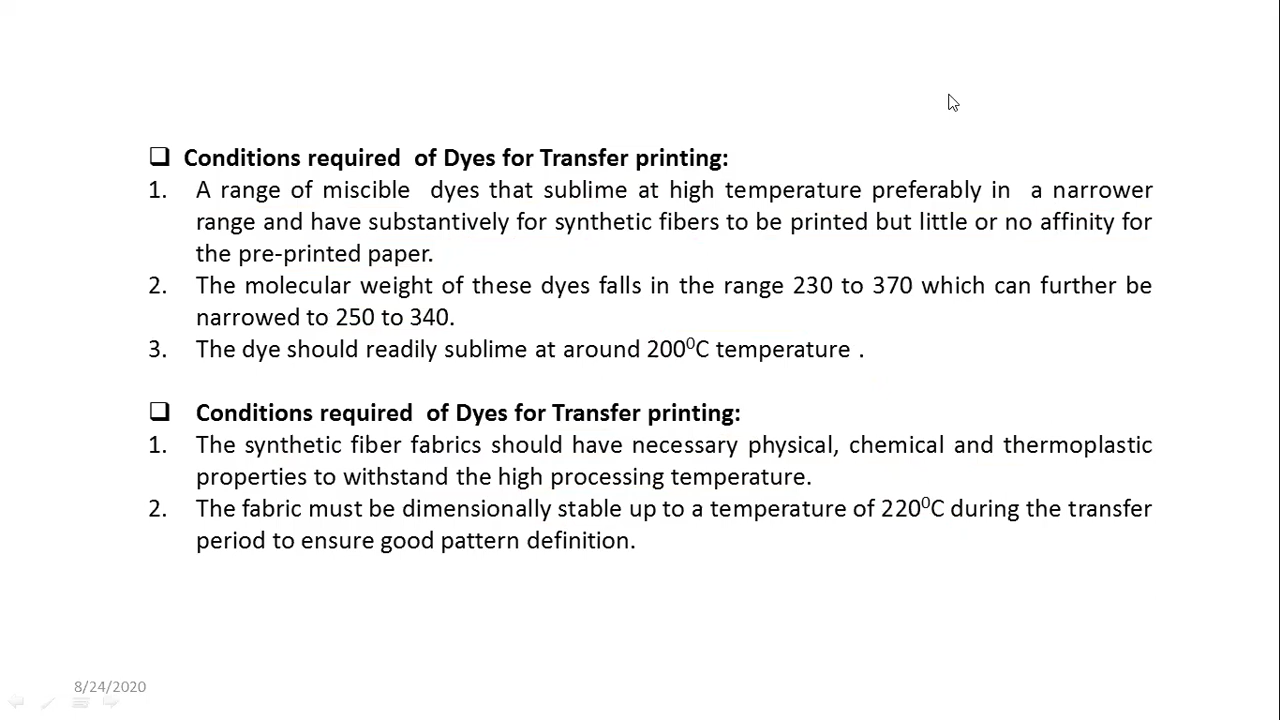 ❑ Conditions required of Dyes for Transfer printing:
1. A range of miscible dyes that sublime at high temperature preferably in a narrower
range and have substantively for synthetic fibers to be printed but little or no affinity for
the pre-printed paper.
2. The molecular weight of these dyes falls in the range 230 to 370 which can further be
narrowed to 250 to 340.
3. The dye should readily sublime at around 200⁰C temperature .
❑ Conditions required of Dyes for Transfer printing:
1. The synthetic fiber fabrics should have necessary physical, chemical and thermoplastic
properties to withstand the high processing temperature.
2. The fabric must be dimensionally stable up to a temperature of 220⁰C during the transfer
period to ensure good pattern definition.
8/24/2020